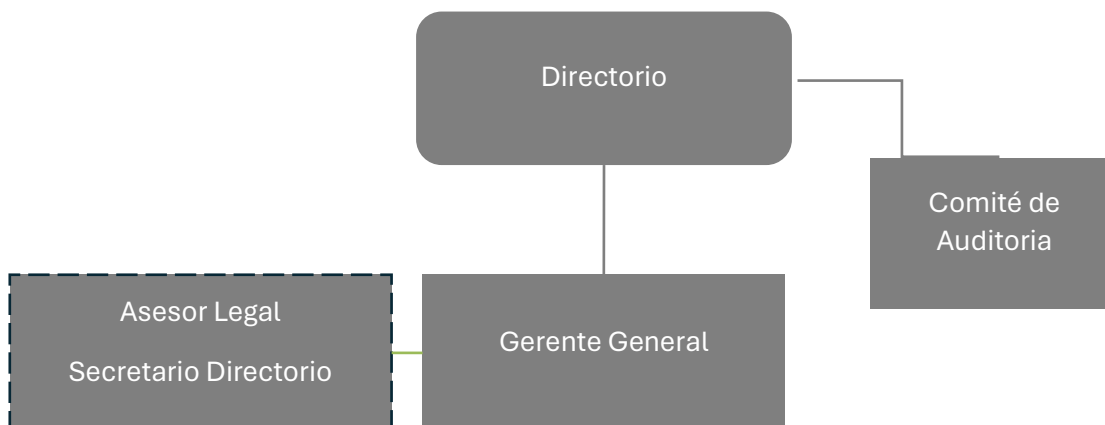 Directorio
Comité de
Auditoria
Asesor Legal
Secretario Directorio
Gerente General